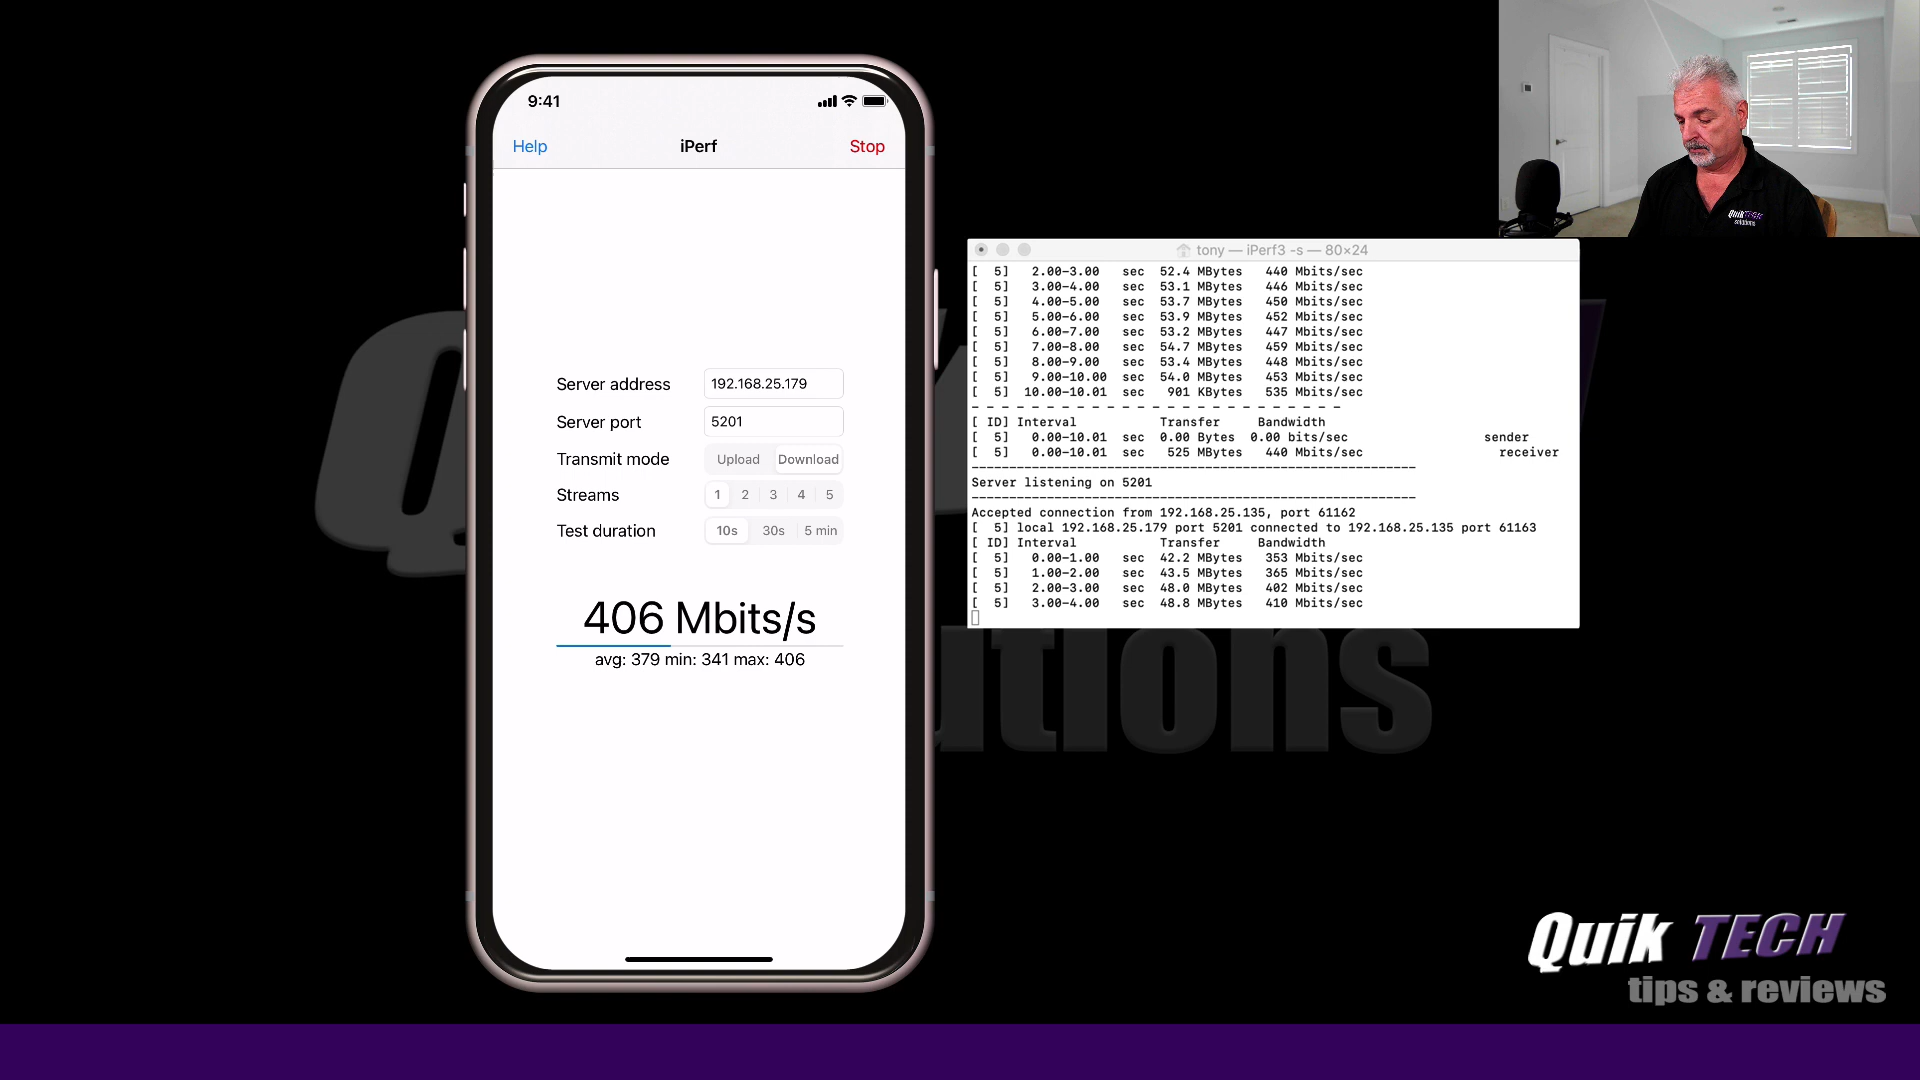 9:41
Help iPerf Stop
Server address 192.168.25.179
Server port 5201
Transmit mode Upload Download
Streams 1 2 3 4 5
Test duration 10s 30s 5 min
406 Mbits/s
avg: 379 min: 341 max: 406
QuikTECH
solutions
tony — iPerf3 -s — 80×24
[  5]   2.00-3.00   sec  52.4 MBytes   440 Mbits/sec
[  5]   3.00-4.00   sec  53.1 MBytes   446 Mbits/sec
[  5]   4.00-5.00   sec  53.7 MBytes   450 Mbits/sec
[  5]   5.00-6.00   sec  53.9 MBytes   452 Mbits/sec
[  5]   6.00-7.00   sec  53.2 MBytes   447 Mbits/sec
[  5]   7.00-8.00   sec  54.7 MBytes   459 Mbits/sec
[  5]   8.00-9.00   sec  53.4 MBytes   448 Mbits/sec
[  5]   9.00-10.00  sec  54.0 MBytes   453 Mbits/sec
[  5]  10.00-10.01  sec   901 KBytes   535 Mbits/sec
- - - - - - - - - - - - - - - - - - - - - - - - -
[ ID] Interval           Transfer     Bandwidth
[  5]   0.00-10.01  sec  0.00 Bytes  0.00 bits/sec                  sender
[  5]   0.00-10.01  sec   525 MBytes   440 Mbits/sec                  receiver
-----------------------------------------------------------
Server listening on 5201
-----------------------------------------------------------
Accepted connection from 192.168.25.135, port 61162
[  5] local 192.168.25.179 port 5201 connected to 192.168.25.135 port 61163
[ ID] Interval           Transfer     Bandwidth
[  5]   0.00-1.00   sec  42.2 MBytes   353 Mbits/sec
[  5]   1.00-2.00   sec  43.5 MBytes   365 Mbits/sec
[  5]   2.00-3.00   sec  48.0 MBytes   402 Mbits/sec
[  5]   3.00-4.00   sec  48.8 MBytes   410 Mbits/sec
Quik TECH
tips & reviews